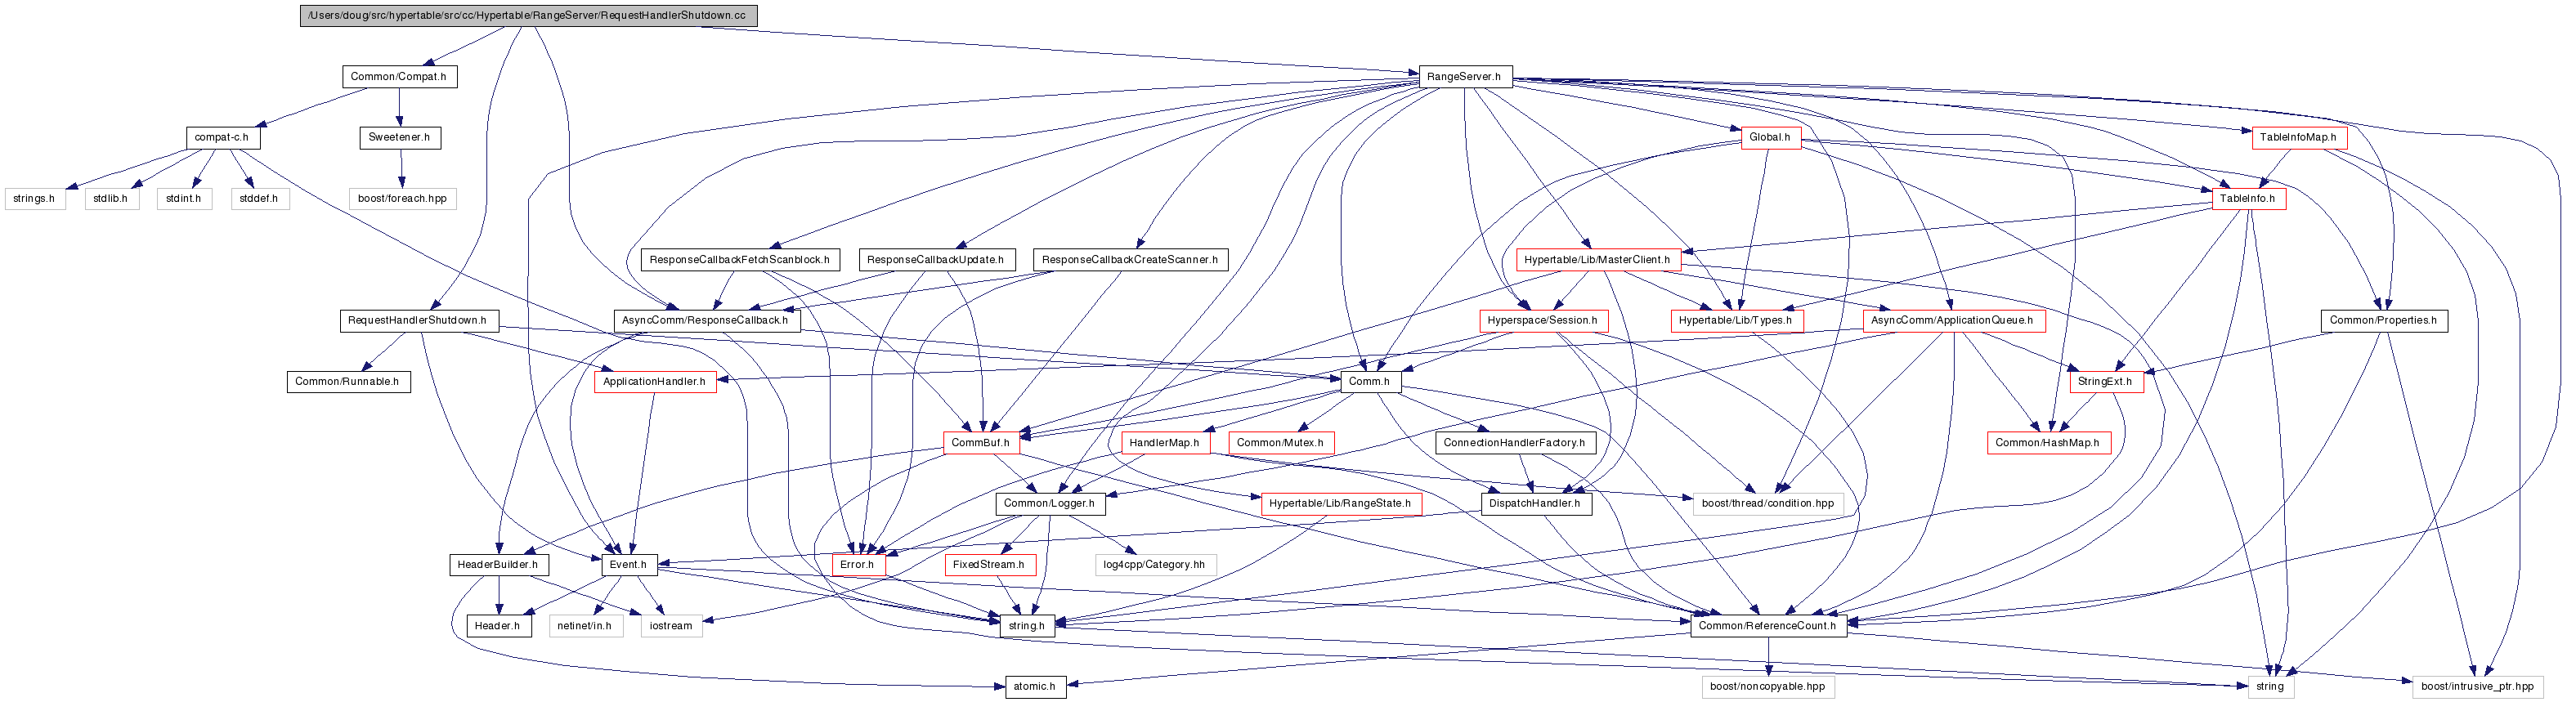 /Users/doug/src/hypertable/src/cc/Hypertable/RangeServer/RequestHandlerShutdown.cc
Common/Compat.h
RangeServer.h
compat-c.h
Sweetener.h
Global.h
TableInfoMap.h
strings.h
stdlib.h
stdint.h
stddef.h
boost/foreach.hpp
TableInfo.h
ResponseCallbackFetchScanblock.h
ResponseCallbackUpdate.h
ResponseCallbackCreateScanner.h
Hypertable/Lib/MasterClient.h
RequestHandlerShutdown.h
AsyncComm/ResponseCallback.h
Hyperspace/Session.h
Hypertable/Lib/Types.h
AsyncComm/ApplicationQueue.h
Common/Properties.h
Common/Runnable.h
ApplicationHandler.h
Comm.h
StringExt.h
CommBuf.h
HandlerMap.h
Common/Mutex.h
ConnectionHandlerFactory.h
Common/HashMap.h
Common/Logger.h
Hypertable/Lib/RangeState.h
DispatchHandler.h
boost/thread/condition.hpp
HeaderBuilder.h
Event.h
Error.h
FixedStream.h
log4cpp/Category.hh
Header.h
netinet/in.h
iostream
string.h
Common/ReferenceCount.h
atomic.h
boost/noncopyable.hpp
string
boost/intrusive_ptr.hpp